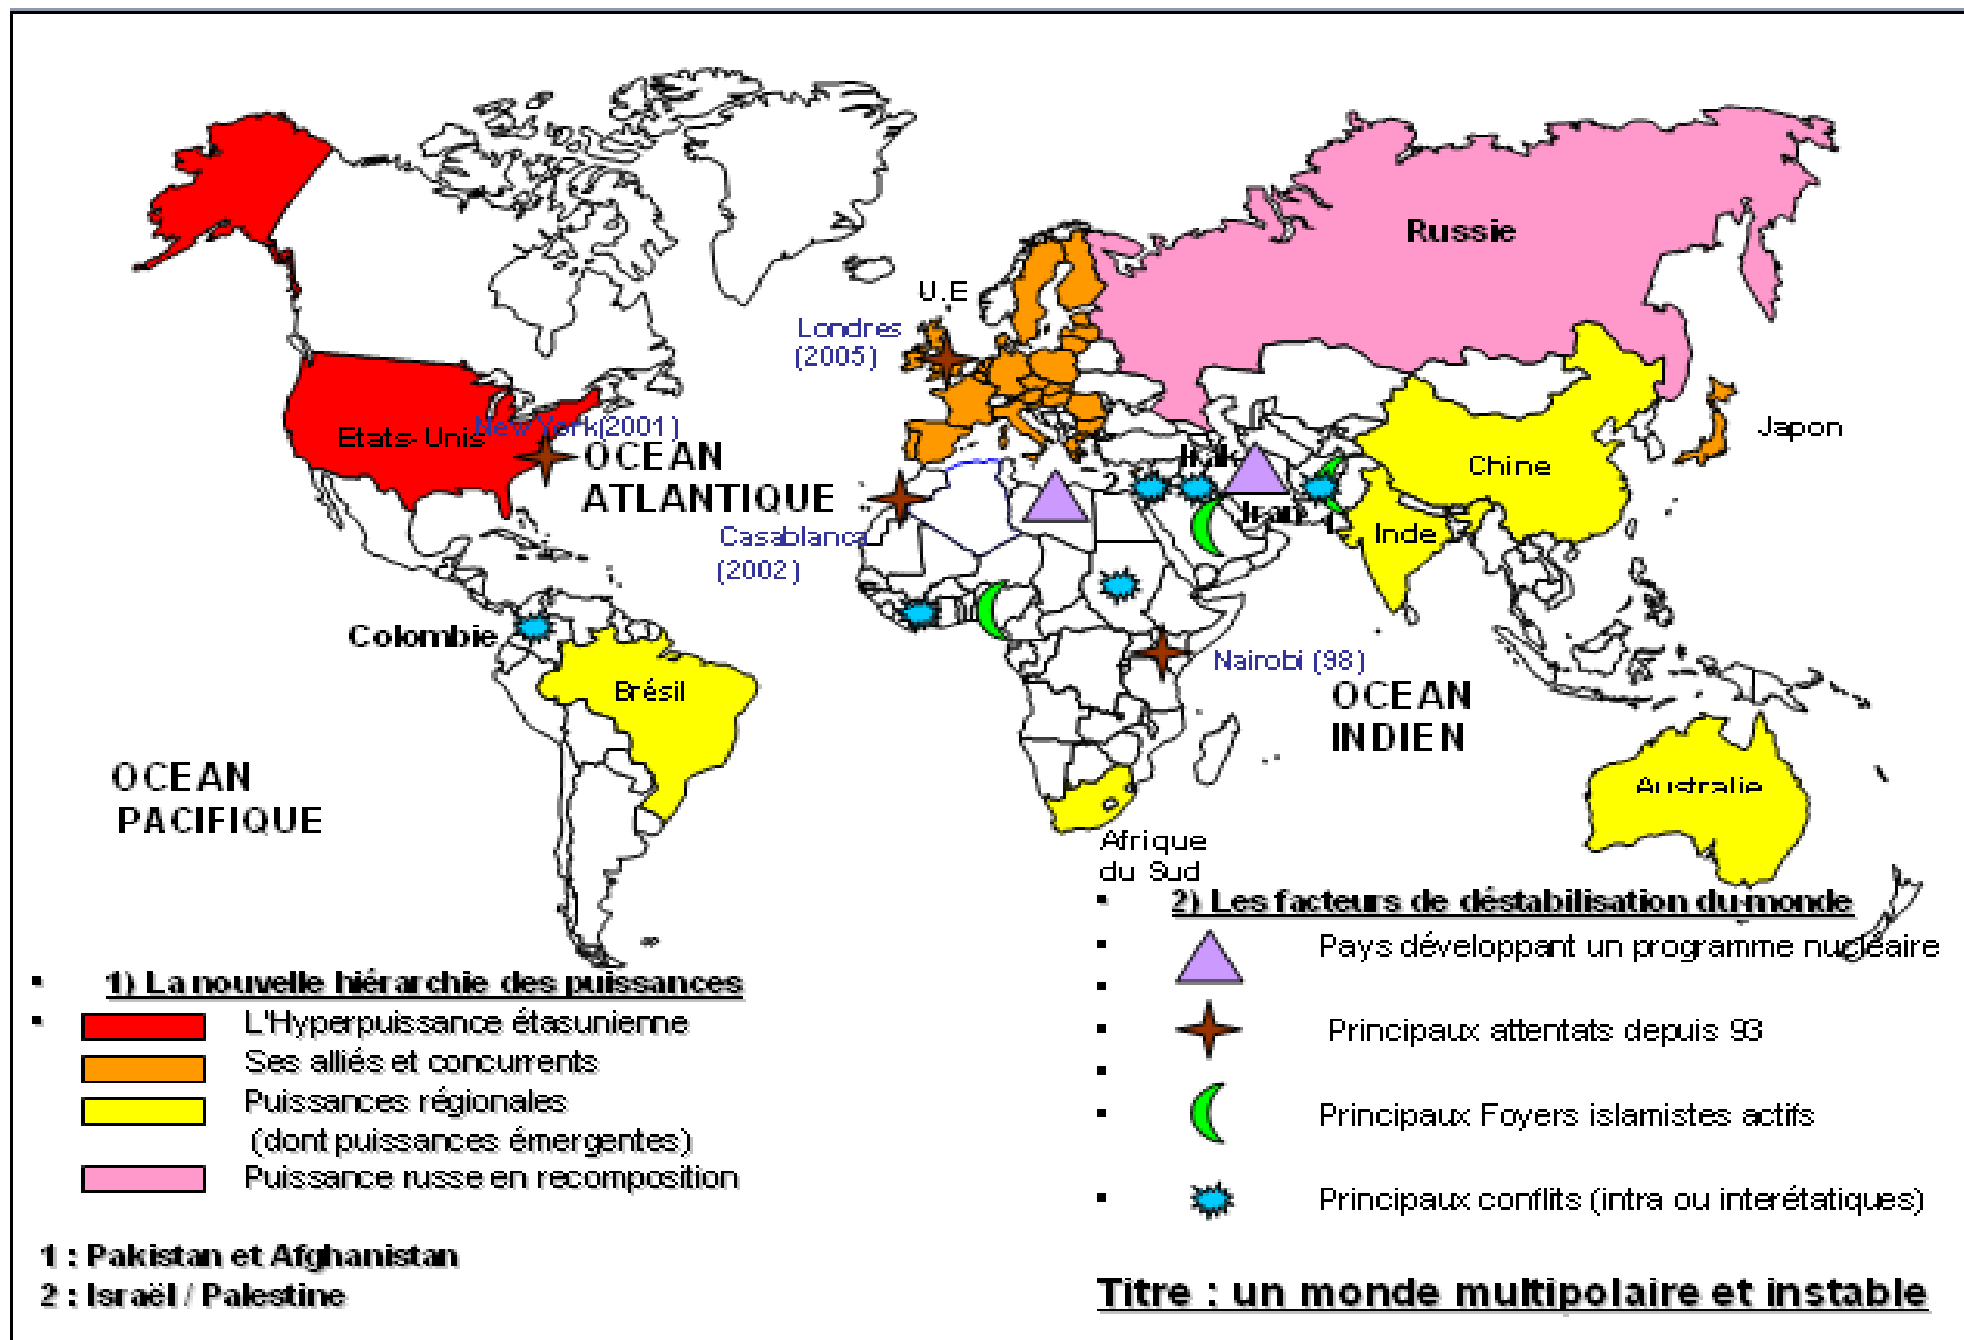 Russie
U.E
Londres
(2005)
Etats-Unis
New York(2001)
OCEAN
ATLANTIQUE
Japon
Chine
Irak
2
Iran
1
Inde
Casablanca
(2002)
Colombie
Brésil
Nairobi (98)
OCEAN
INDIEN
OCEAN
PACIFIQUE
Australie
Afrique
du Sud
1) La nouvelle hiérarchie des puissances
L'Hyperpuissance étasunienne
Ses alliés et concurrents
Puissances régionales
(dont puissances émergentes)
Puissance russe en recomposition
1 : Pakistan et Afghanistan
2 : Israël / Palestine
2) Les facteurs de déstabilisation du monde
Pays développant un programme nucléaire
Principaux attentats depuis 93
Principaux Foyers islamistes actifs
Principaux conflits (intra ou interétatiques)
Titre : un monde multipolaire et instable